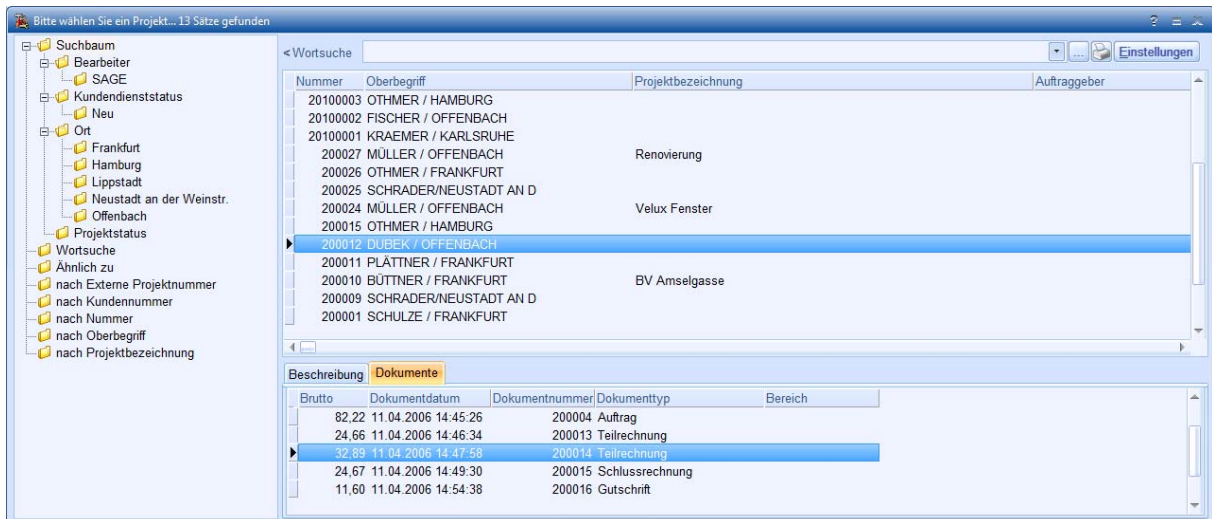 Bitte wählen Sie ein Projekt... 13 Sätze gefunden
Suchbaum
Bearbeiter
SAGE
Kundendienststatus
Neu
Ort
Frankfurt
Hamburg
Lippstadt
Neustadt an der Weinstr.
Offenbach
Projektstatus
Wortsuche
Ähnlich zu
nach Externe Projektnummer
nach Kundennummer
nach Nummer
nach Oberbegriff
nach Projektbezeichnung
< Wortsuche ... Einstellungen
Nummer Oberbegriff Projektbezeichnung Auftraggeber
20100003 OTHMER / HAMBURG
20100002 FISCHER / OFFENBACH
20100001 KRAEMER / KARLSRUHE
200027 MÜLLER / OFFENBACH Renovierung
200026 OTHMER / FRANKFURT
200025 SCHRADER/NEUSTADT AN D
200024 MÜLLER / OFFENBACH Velux Fenster
200015 OTHMER / HAMBURG
200012 DUBEK / OFFENBACH
200011 PLÄTTNER / FRANKFURT
200010 BÜTTNER / FRANKFURT BV Amselgasse
200009 SCHRADER/NEUSTADT AN D
200001 SCHULZE / FRANKFURT
Beschreibung Dokumente
Brutto Dokumentdatum Dokumentnummer Dokumenttyp Bereich
82,22 11.04.2006 14:45:26 200004 Auftrag
24,66 11.04.2006 14:46:34 200013 Teilrechnung
32,89 11.04.2006 14:47:58 200014 Teilrechnung
24,67 11.04.2006 14:49:30 200015 Schlussrechnung
11,60 11.04.2006 14:54:38 200016 Gutschrift